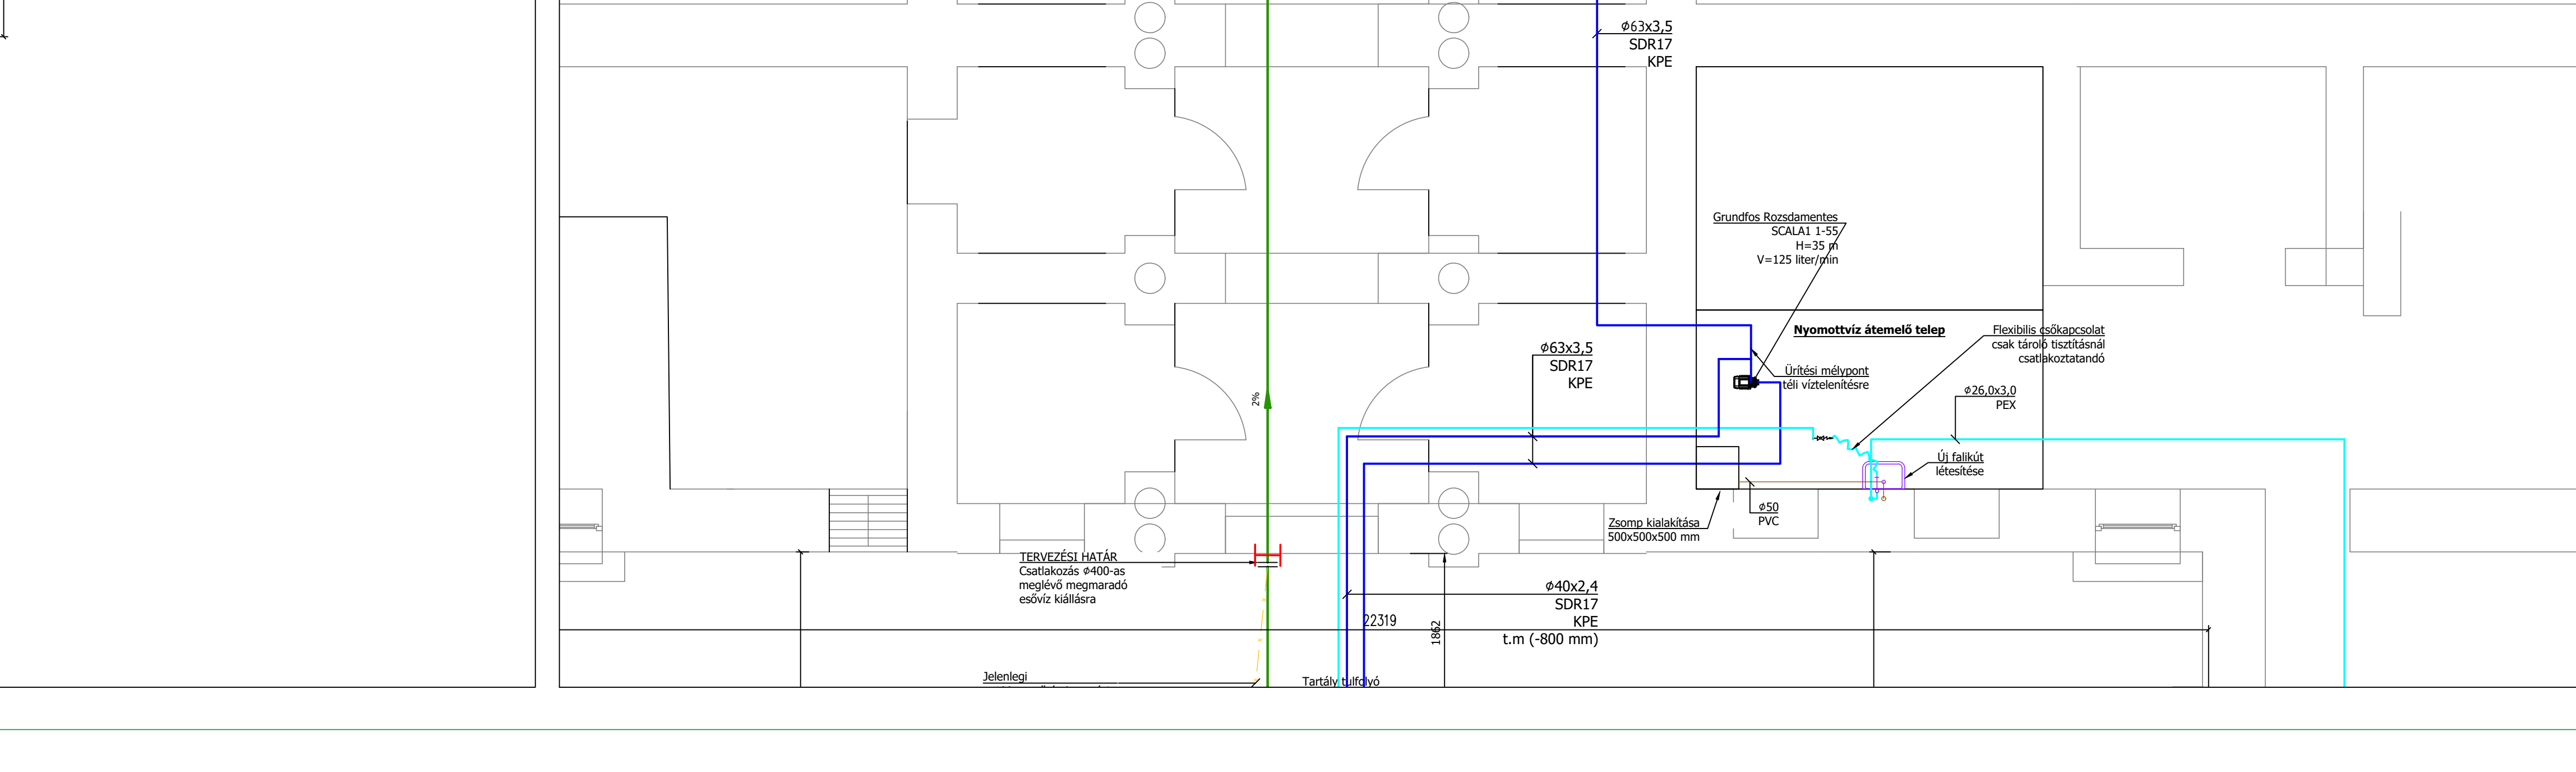 ϕ63x3,5
SDR17
KPE
Grundfos Rozsdamentes
SCALA1 1-55
H=35 m
V=125 liter/min
Nyomottvíz átemelő telep
Flexibilis csőkapcsolat
csak tároló tisztításnál
csatlakoztatandó
ϕ63x3,5
SDR17
KPE
Ürítési mélypont
téli víztelenítésre
ϕ26,0x3,0
PEX
2%
Új falikút
létesítése
ϕ50
PVC
Zsomp kialakítása
500x500x500 mm
TERVEZÉSI HATÁR
Csatlakozás ϕ400-as
meglévő megmaradó
esővíz kiállásra
ϕ40x2,4
SDR17
KPE
t.m (-800 mm)
22319
1862
Jelenlegi
Tartály tulfolyó